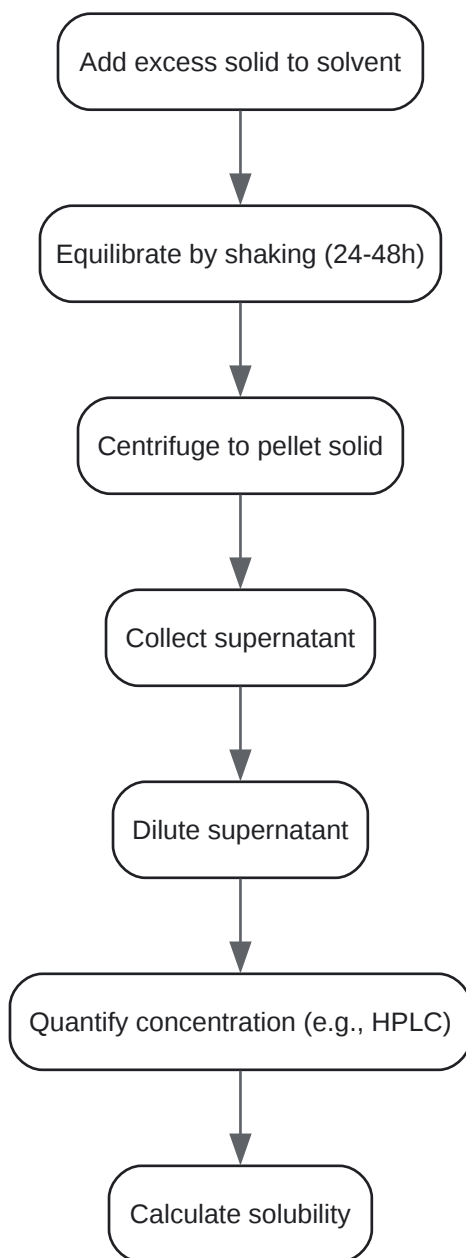 Add excess solid to solvent
Equilibrate by shaking (24-48h)
Centrifuge to pellet solid
Collect supernatant
Dilute supernatant
Quantify concentration (e.g., HPLC)
Calculate solubility